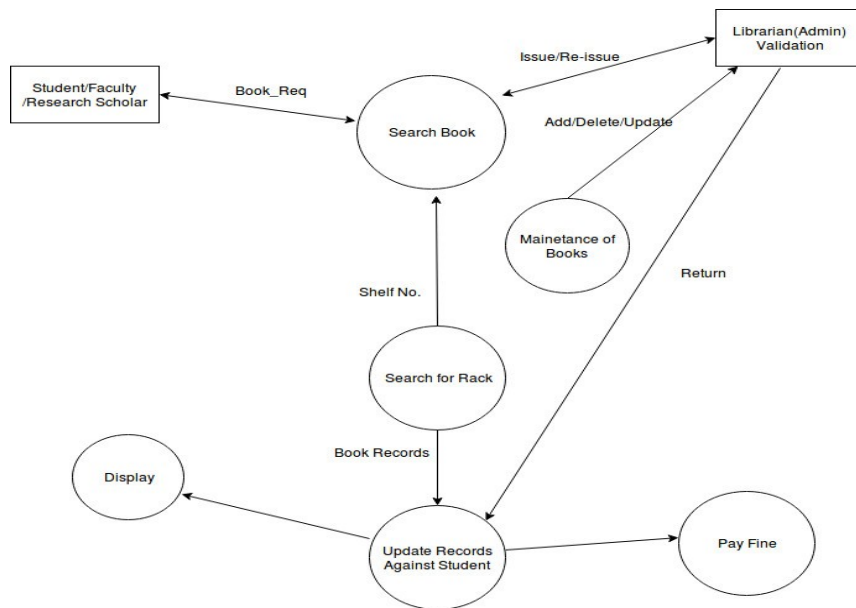 Librarian(Admin)
Validation
Issue/Re-issue
Student/Faculty
/Research Scholar
Book_Req
Search Book
Add/Delete/Update
Mainetance of
Books
Return
Shelf No.
Search for Rack
Book Records
Display
Update Records
Against Student
Pay Fine